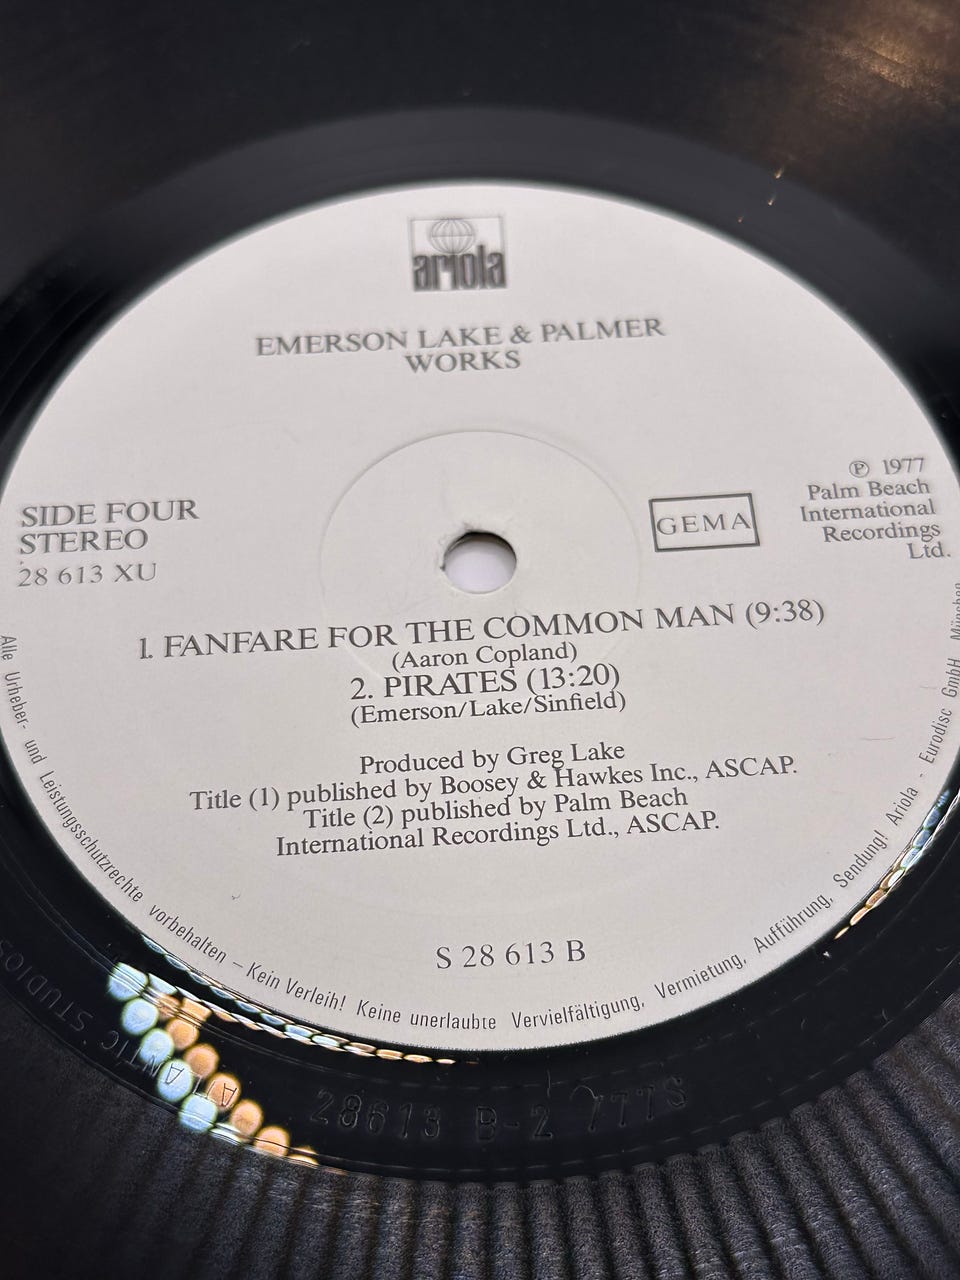 ariola
EMERSON LAKE & PALMER
WORKS
SIDE FOUR
STEREO
28 613 XU
GEMA
℗ 1977
Palm Beach
International
Recordings
Ltd.
1. FANFARE FOR THE COMMON MAN (9:38)
(Aaron Copland)
2. PIRATES (13:20)
(Emerson/Lake/Sinfield)
Produced by Greg Lake
Title (1) published by Boosey & Hawkes Inc., ASCAP.
Title (2) published by Palm Beach
International Recordings Ltd., ASCAP.
S 28 613 B
Alle Urheber- und Leistungsschutzrechte vorbehalten – Kein Verleih! Keine unerlaubte Vervielfältigung, Vermietung, Aufführung, Sendung! Ariola - Eurodisc GmbH München
ATLANTIC STUDIOS
28613 B-2